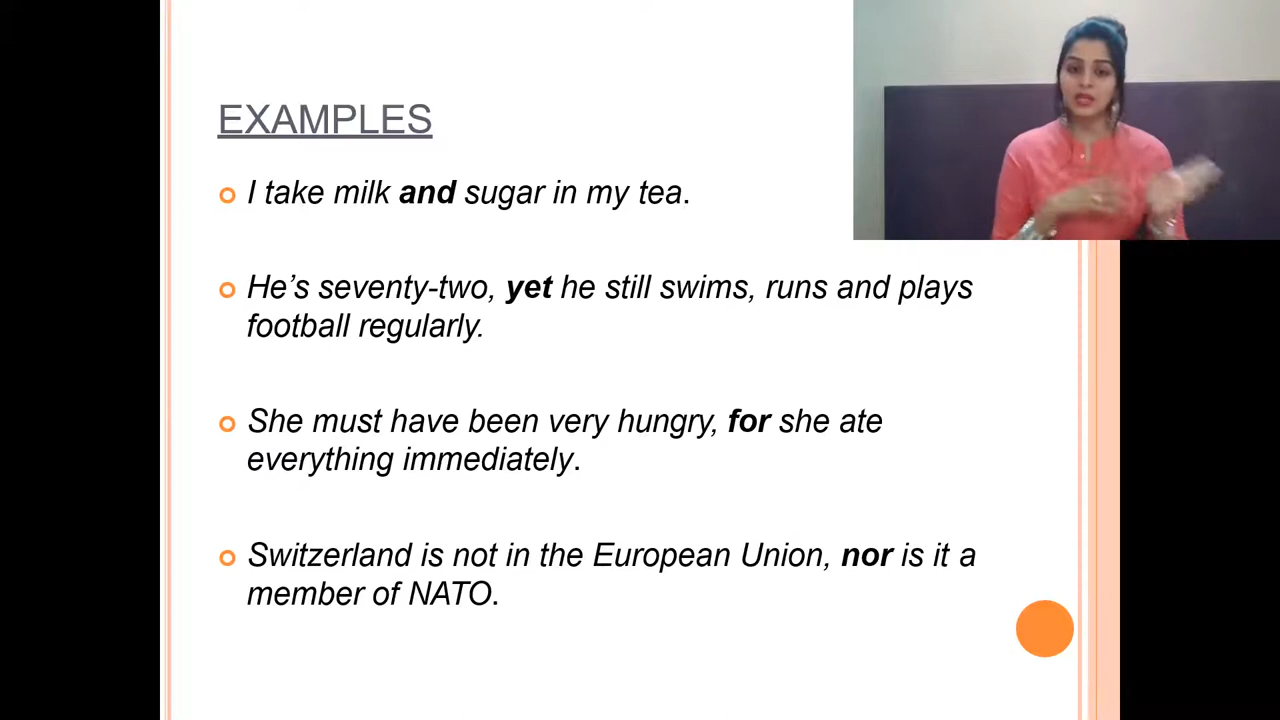 EXAMPLES
I take milk and sugar in my tea.
He’s seventy-two, yet he still swims, runs and plays
football regularly.
She must have been very hungry, for she ate
everything immediately.
Switzerland is not in the European Union, nor is it a
member of NATO.